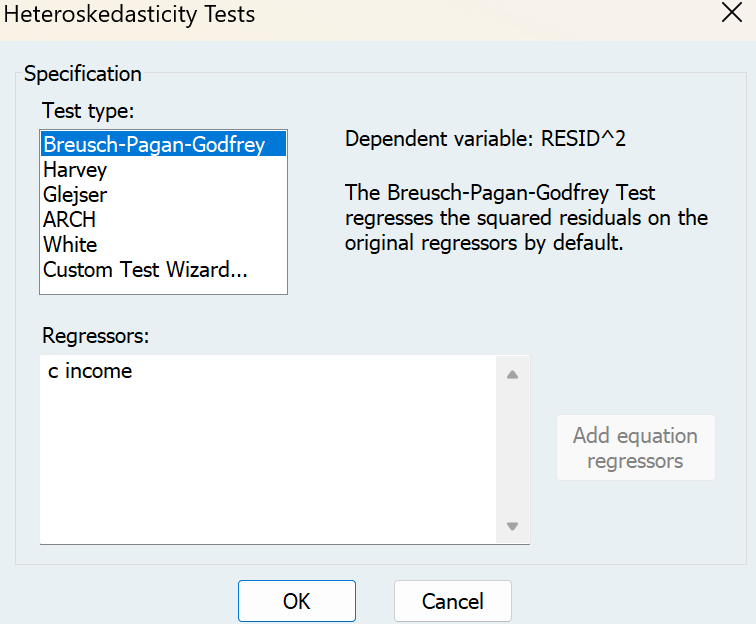 Heteroskedasticity Tests
Specification
Test type:
Breusch-Pagan-Godfrey
Harvey
Glejser
ARCH
White
Custom Test Wizard...
Dependent variable: RESID^2
The Breusch-Pagan-Godfrey Test
regresses the squared residuals on the
original regressors by default.
Regressors:
c income
Add equation
regressors
OK
Cancel